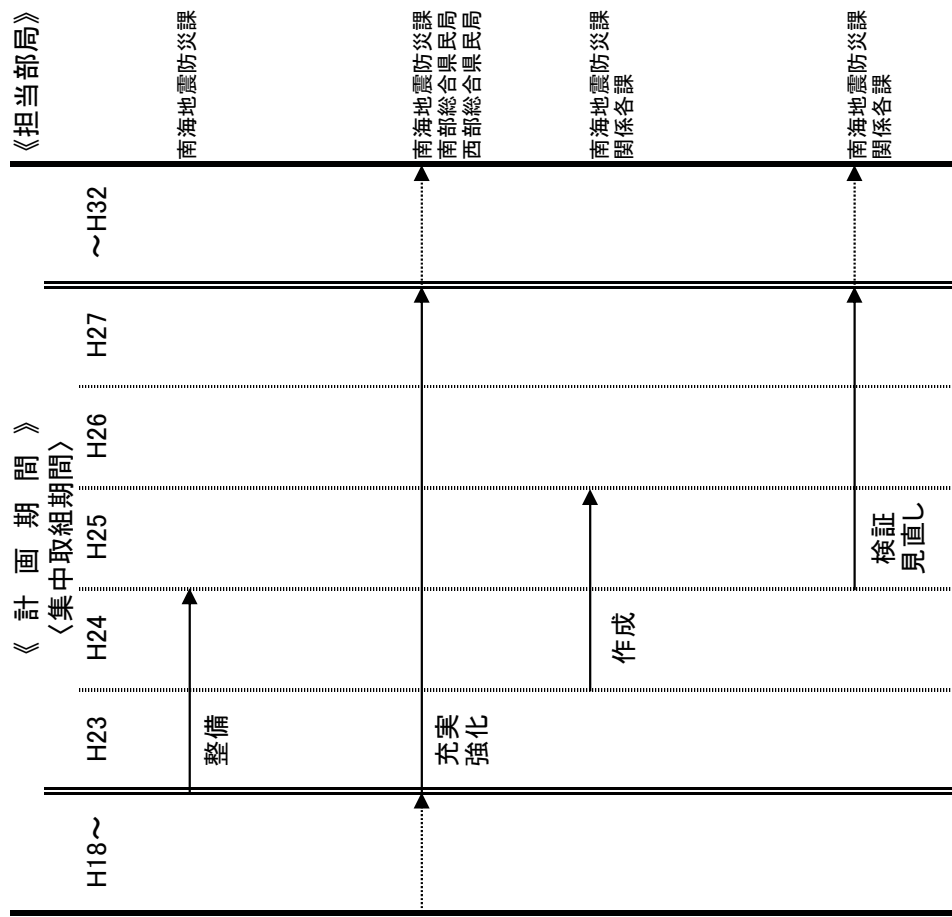 《 計 画 期 間 》
〈集中取組期間〉
《担当部局》
H18～
H23
H24
H25
H26
H27
～H32
整備
南海地震防災課
充実
強化
南海地震防災課
南部総合県民局
西部総合県民局
作成
南海地震防災課
関係各課
検証
見直し
南海地震防災課
関係各課